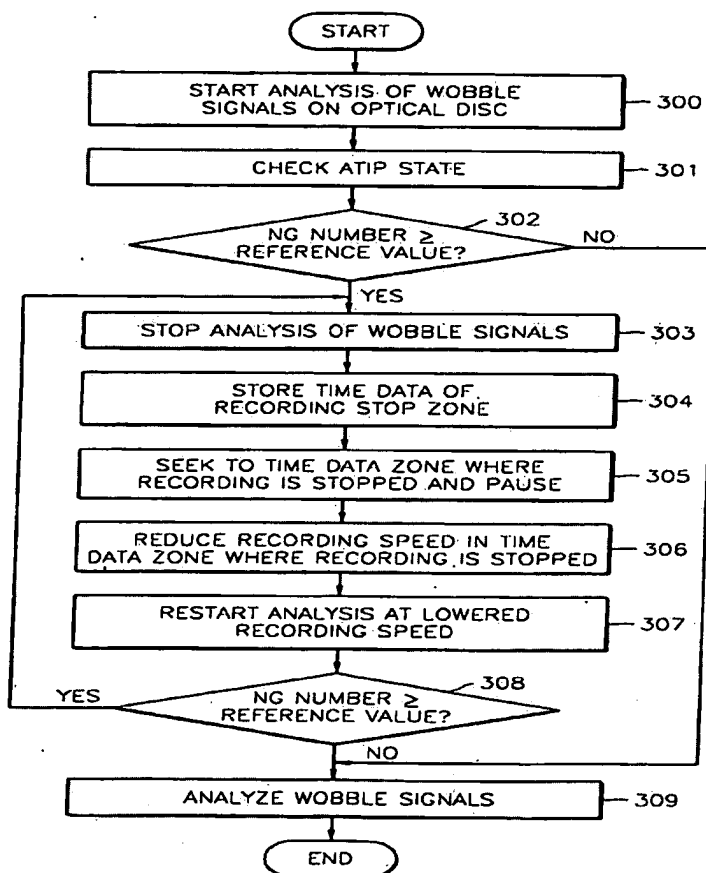 START
START ANALYSIS OF WOBBLE
SIGNALS ON OPTICAL DISC
300
CHECK ATIP STATE
301
302
NG NUMBER ≥
REFERENCE VALUE?
NO
YES
STOP ANALYSIS OF WOBBLE SIGNALS
303
STORE TIME DATA OF
RECORDING STOP ZONE
304
SEEK TO TIME DATA ZONE WHERE
RECORDING IS STOPPED AND PAUSE
305
REDUCE RECORDING SPEED IN TIME
DATA ZONE WHERE RECORDING IS STOPPED
306
RESTART ANALYSIS AT LOWERED
RECORDING SPEED
307
308
YES
NG NUMBER ≥
REFERENCE VALUE?
NO
ANALYZE WOBBLE SIGNALS
309
END